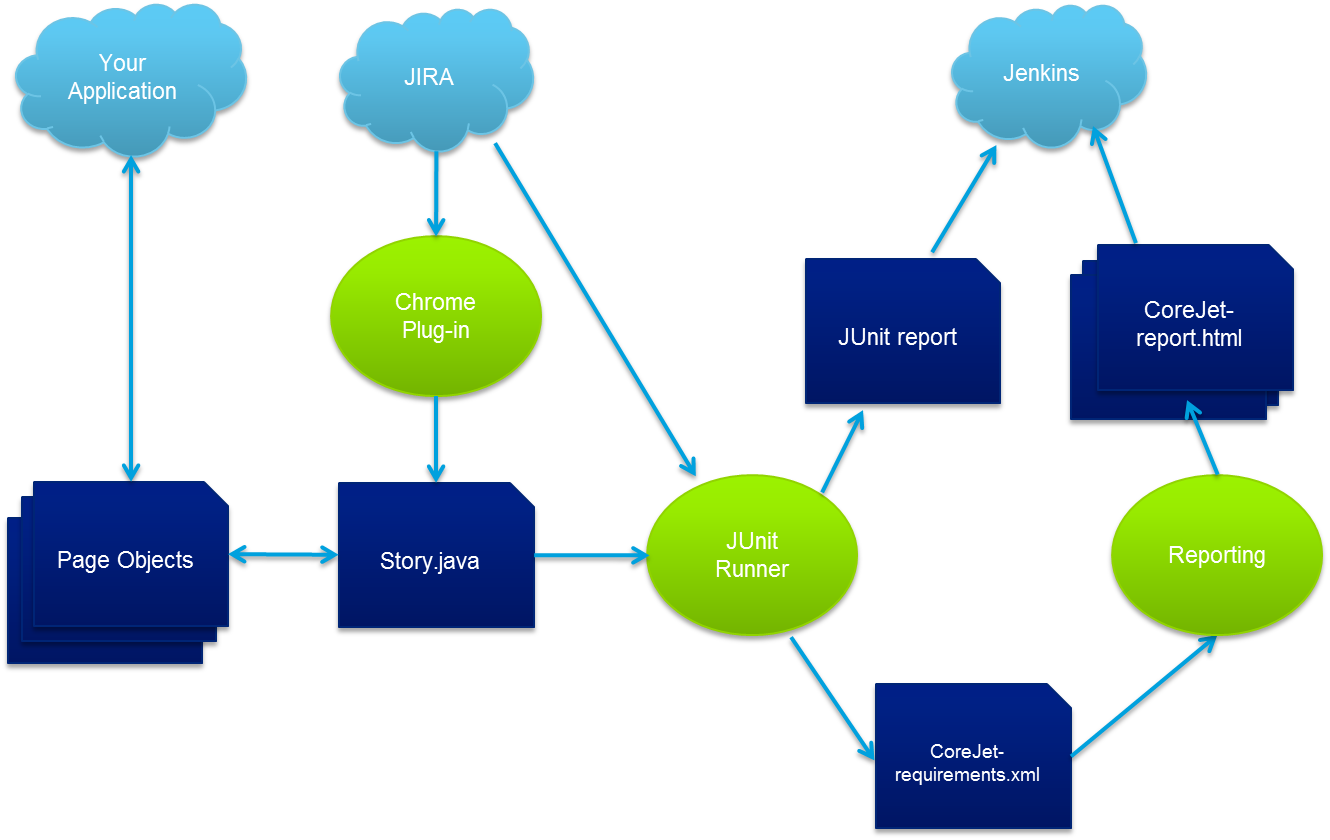 Your
Application
JIRA
Jenkins
Chrome
Plug-in
JUnit report
CoreJet-
report.html
Page Objects
Story.java
JUnit
Runner
Reporting
CoreJet-
requirements.xml